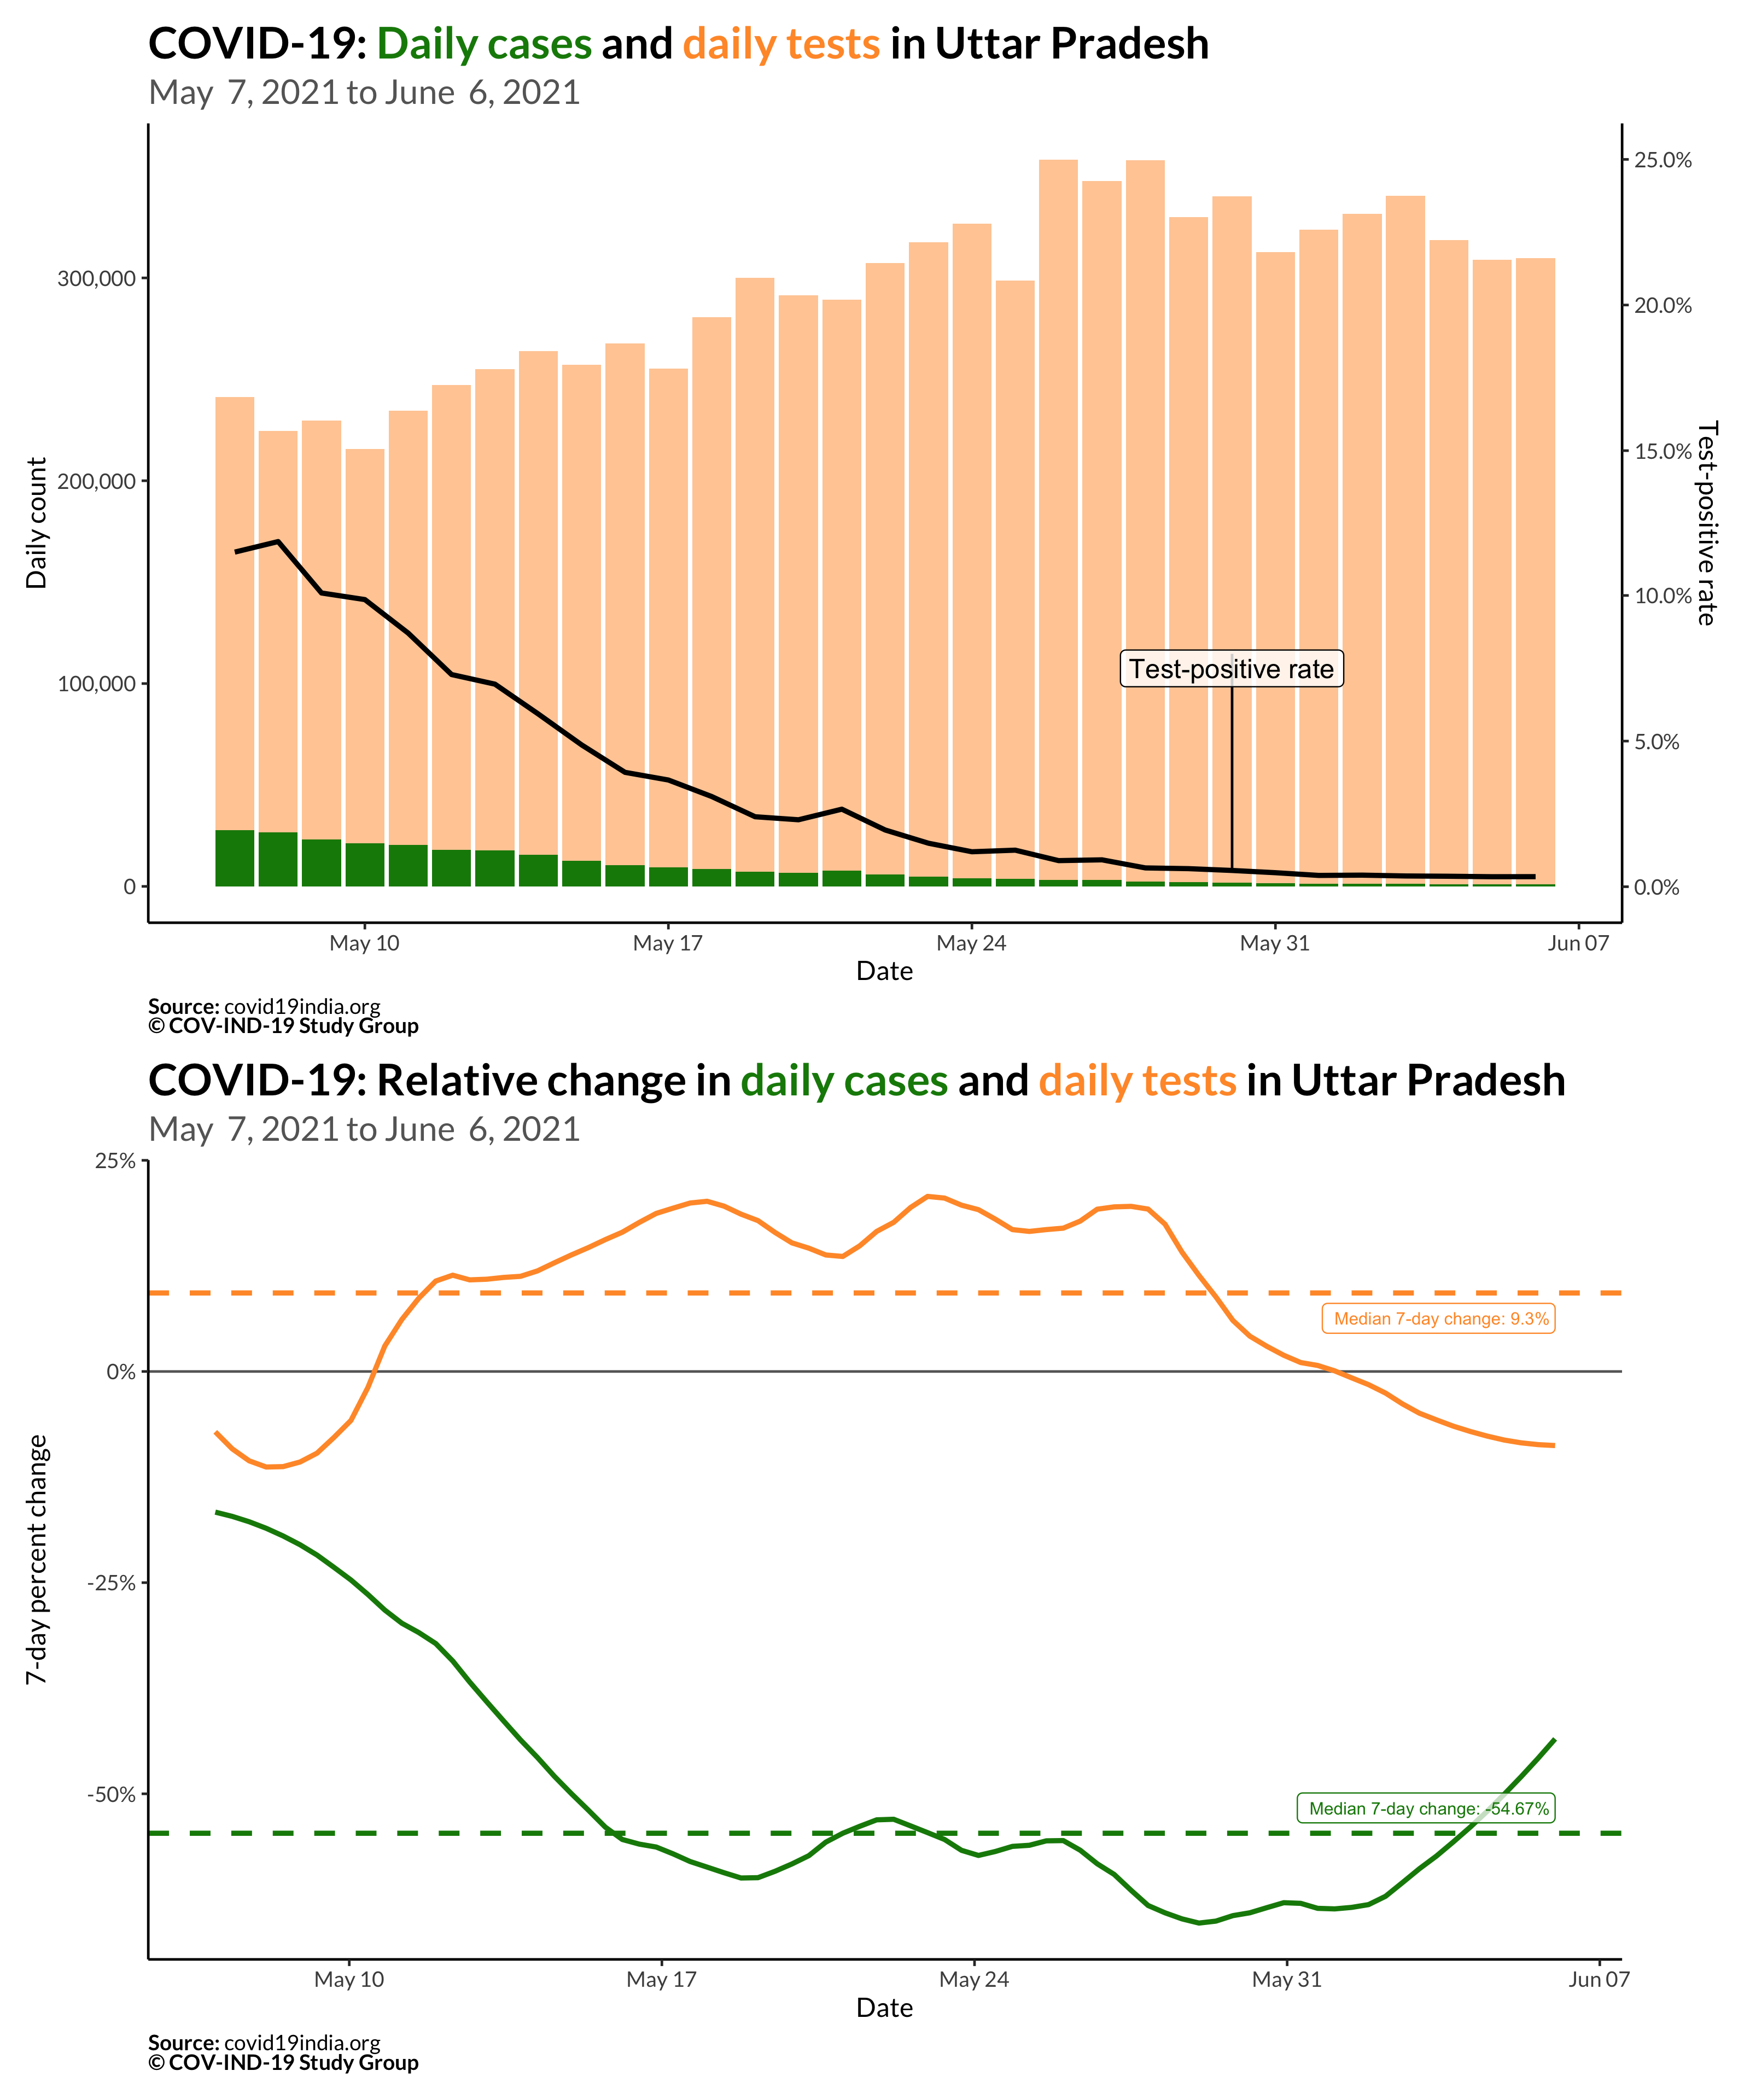 COVID-19: Daily cases and daily tests in Uttar Pradesh
May 7, 2021 to June 6, 2021
Daily count
300,000
200,000
100,000
0
25.0%
20.0%
15.0%
10.0%
5.0%
0.0%
Test-positive rate
Test-positive rate
May 10
May 17
May 24
May 31
Jun 07
Date
Source: covid19india.org
© COV-IND-19 Study Group
COVID-19: Relative change in daily cases and daily tests in Uttar Pradesh
May 7, 2021 to June 6, 2021
7-day percent change
25%
0%
-25%
-50%
Median 7-day change: 9.3%
Median 7-day change: -54.67%
May 10
May 17
May 24
May 31
Jun 07
Date
Source: covid19india.org
© COV-IND-19 Study Group